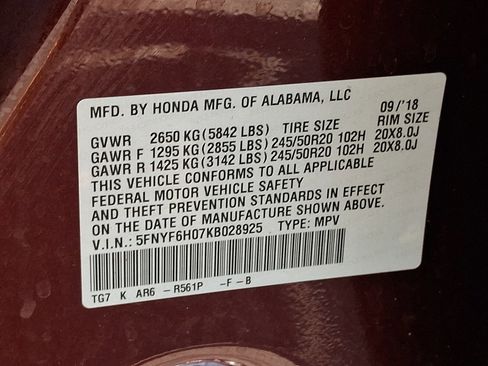 MFD. BY HONDA MFG. OF ALABAMA, LLC 09/'18
GVWR 2650 KG (5842 LBS) TIRE SIZE RIM SIZE
GAWR F 1295 KG (2855 LBS) 245/50R20 102H 20X8.0J
GAWR R 1425 KG (3142 LBS) 245/50R20 102H 20X8.0J
THIS VEHICLE CONFORMS TO ALL APPLICABLE
FEDERAL MOTOR VEHICLE SAFETY
AND THEFT PREVENTION STANDARDS IN EFFECT
ON THE DATE OF MANUFACTURE SHOWN ABOVE.
V.I.N.: 5FNYF6H07KB028925 TYPE: MPV
TG7 K AR6 -R561P -F-B